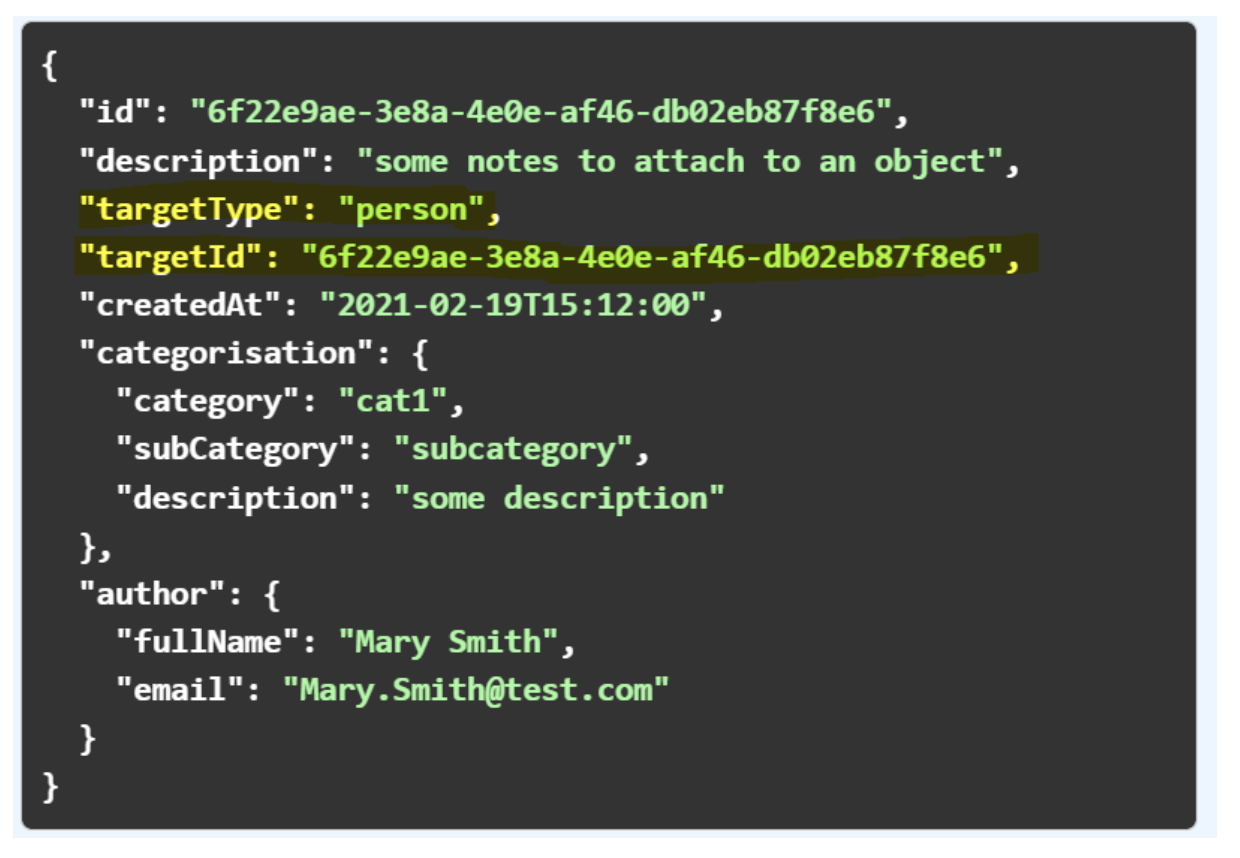 {
  "id": "6f22e9ae-3e8a-4e0e-af46-db02eb87f8e6",
  "description": "some notes to attach to an object",
  "targetType": "person",
  "targetId": "6f22e9ae-3e8a-4e0e-af46-db02eb87f8e6",
  "createdAt": "2021-02-19T15:12:00",
  "categorisation": {
    "category": "cat1",
    "subCategory": "subcategory",
    "description": "some description"
  },
  "author": {
    "fullName": "Mary Smith",
    "email": "Mary.Smith@test.com"
  }
}